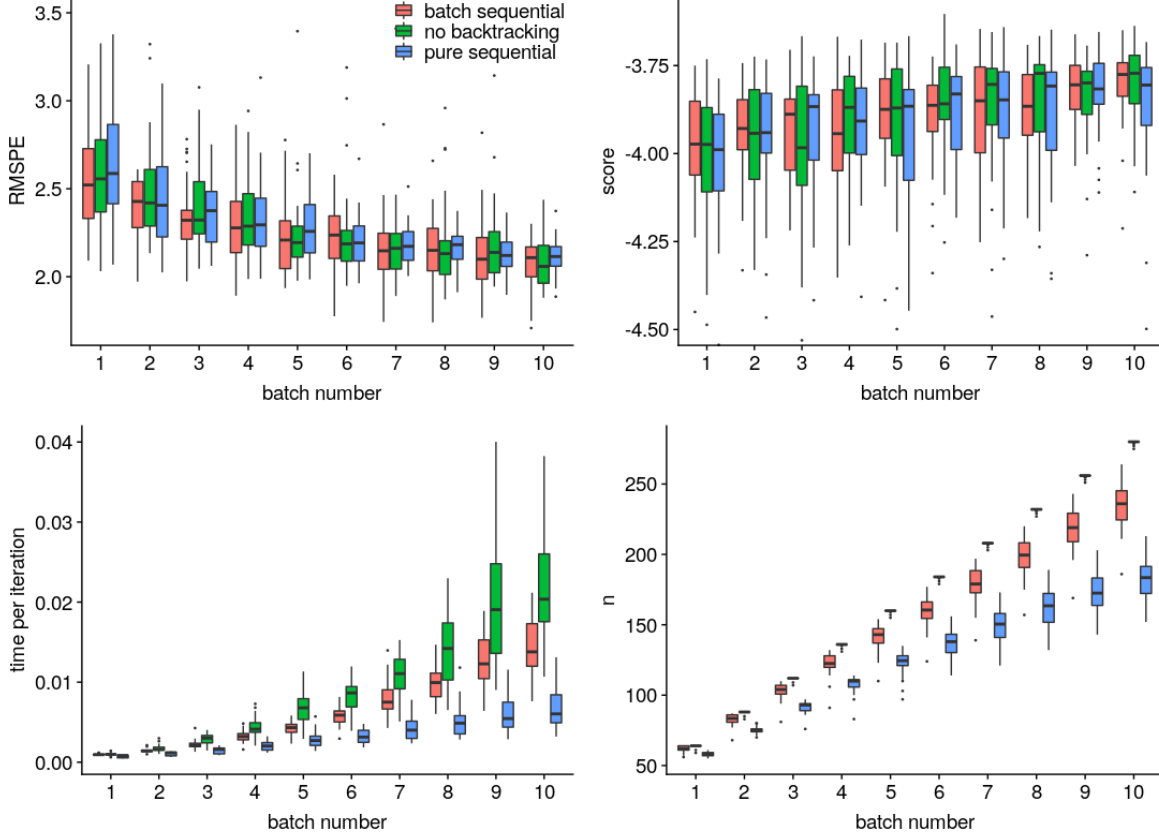 batch sequential
no backtracking
pure sequential
3.5
3.0
2.5
2.0
RMSPE
1 2 3 4 5 6 7 8 9 10
batch number
-3.75
-4.00
-4.25
-4.50
score
1 2 3 4 5 6 7 8 9 10
batch number
0.04
0.03
0.02
0.01
0.00
time per iteration
1 2 3 4 5 6 7 8 9 10
batch number
250
200
150
100
50
n
1 2 3 4 5 6 7 8 9 10
batch number